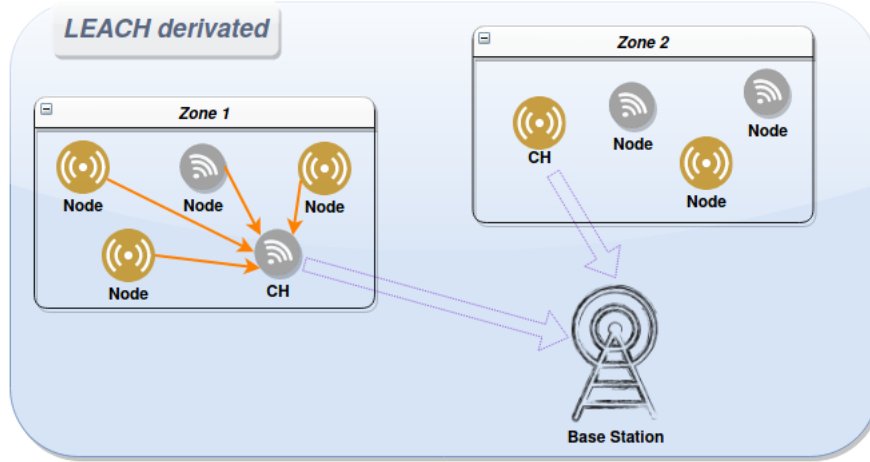 LEACH derivated
Zone 2
CH
Node
Node
Node
Zone 1
Node
Node
Node
Node
CH
Base Station